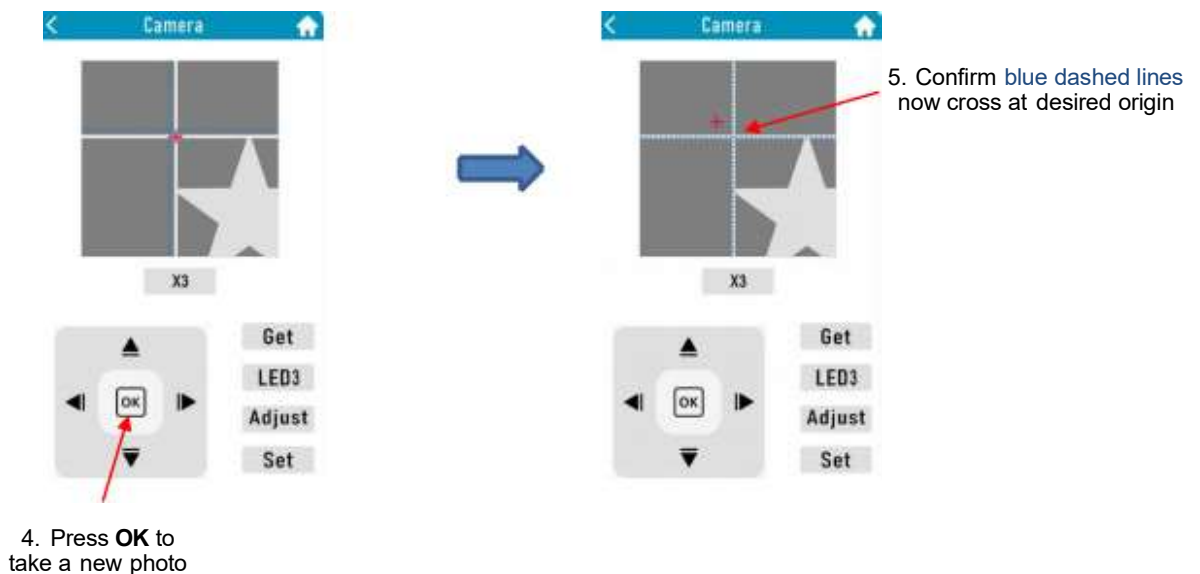 Camera
Camera
5. Confirm blue dashed lines
now cross at desired origin
X3
X3
Get
LED3
OK
Adjust
Set
Get
LED3
OK
Adjust
Set
4. Press OK to
take a new photo